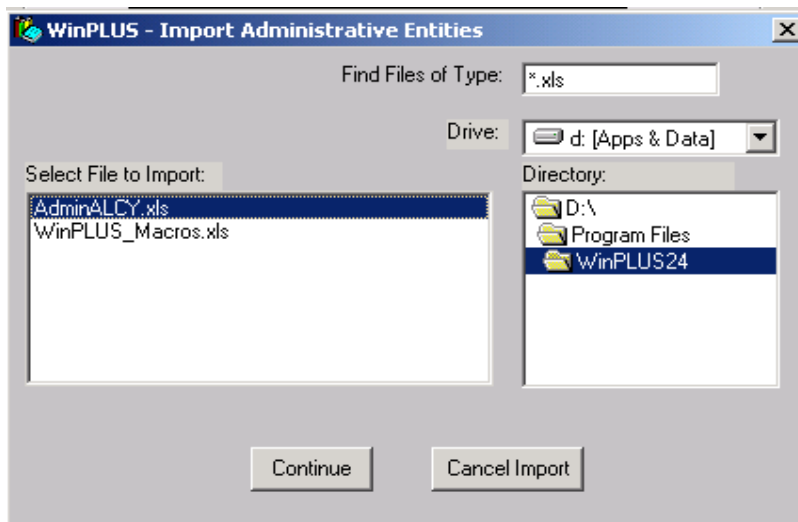 WinPLUS - Import Administrative Entities
Find Files of Type: *.xls
Drive: d: [Apps & Data]
Select File to Import:
AdminALCY.xls
WinPLUS_Macros.xls
Directory:
D:\
Program Files
WinPLUS24
Continue
Cancel Import